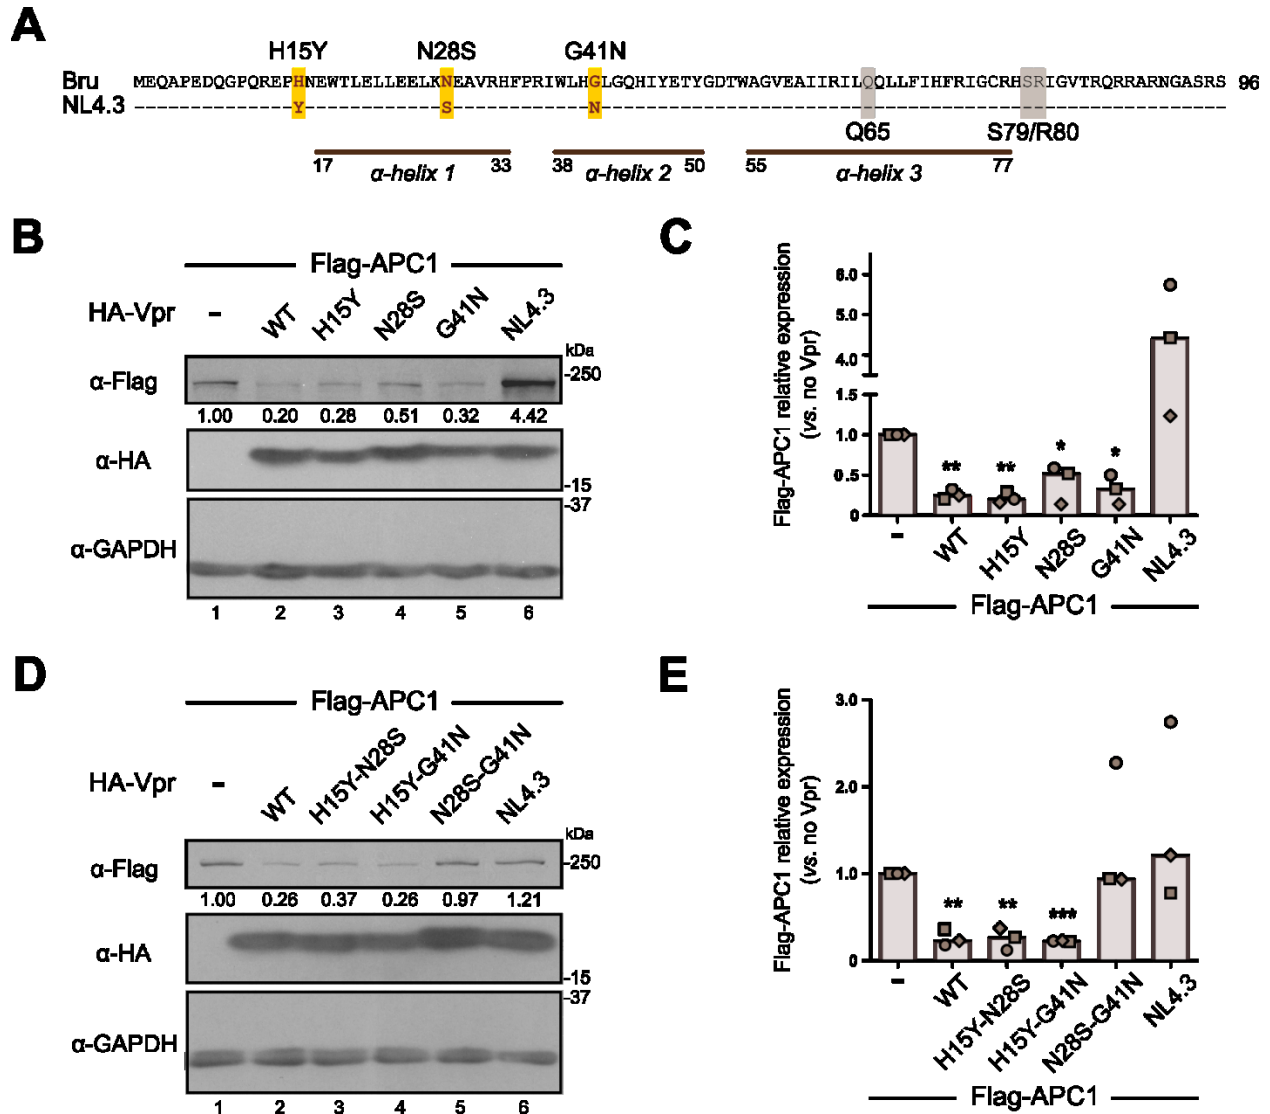 A
H15Y N28S G41N
Bru MEQAPEDQGPQREPHNEWTLELLEELKNEAVRHFPRIWLHGLGQHIYETYGDTWAGVEAIIRILQQLLFIHFRIGCRHSRIGVTRQRRARNGASRS 96
NL4.3 --------------Y------------S------------N-------------------------------------------------------
Q65 S79/R80
17 α-helix 1 33 38 α-helix 2 50 55 α-helix 3 77
B
Flag-APC1
HA-Vpr - WT H15Y N28S G41N NL4.3
kDa
α-Flag -250
1.00 0.20 0.28 0.51 0.32 4.42
α-HA
-15
-37
α-GAPDH
1 2 3 4 5 6
C
Flag-APC1 relative expression
(vs. no Vpr)
6.0
5.0
4.0
1.5
1.0
0.5
0
** ** * *
- WT H15Y N28S G41N NL4.3
Flag-APC1
D
Flag-APC1
HA-Vpr - WT H15Y-N28S H15Y-G41N N28S-G41N NL4.3
kDa
α-Flag -250
1.00 0.26 0.37 0.26 0.97 1.21
α-HA
-15
-37
α-GAPDH
1 2 3 4 5 6
E
Flag-APC1 relative expression
(vs. no Vpr)
3.0
2.0
1.0
0
** ** ***
- WT H15Y-N28S H15Y-G41N N28S-G41N NL4.3
Flag-APC1